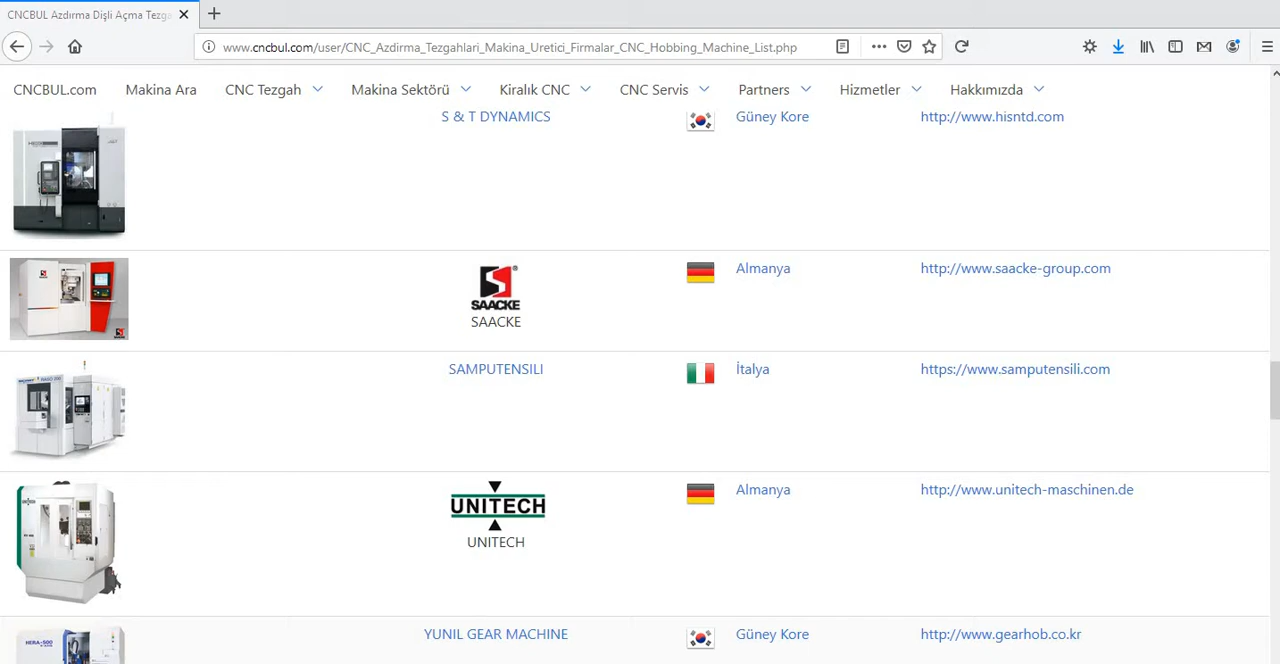 CNCBUL Azdırma Dişli Açma Tezga
www.cncbul.com/user/CNC_Azdirma_Tezgahlari_Makina_Uretici_Firmalar_CNC_Hobbing_Machine_List.php
CNCBUL.com Makina Ara CNC Tezgah Makina Sektörü Kiralık CNC CNC Servis Partners Hizmetler Hakkımızda
S & T DYNAMICS Güney Kore http://www.hisntd.com
SAACKE
SAACKE Almanya http://www.saacke-group.com
SAMPUTENSILI İtalya https://www.samputensili.com
UNITECH
UNITECH Almanya http://www.unitech-maschinen.de
HERA-500
YUNIL GEAR MACHINE Güney Kore http://www.gearhob.co.kr